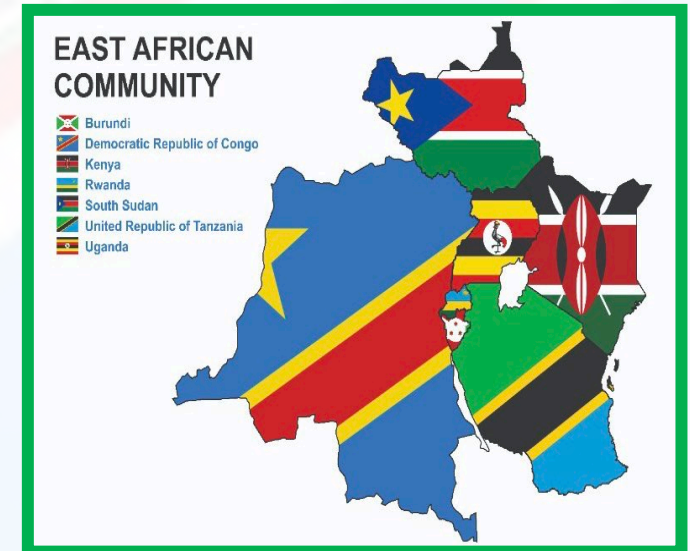 EAST AFRICAN
COMMUNITY
Burundi
Democratic Republic of Congo
Kenya
Rwanda
South Sudan
United Republic of Tanzania
Uganda